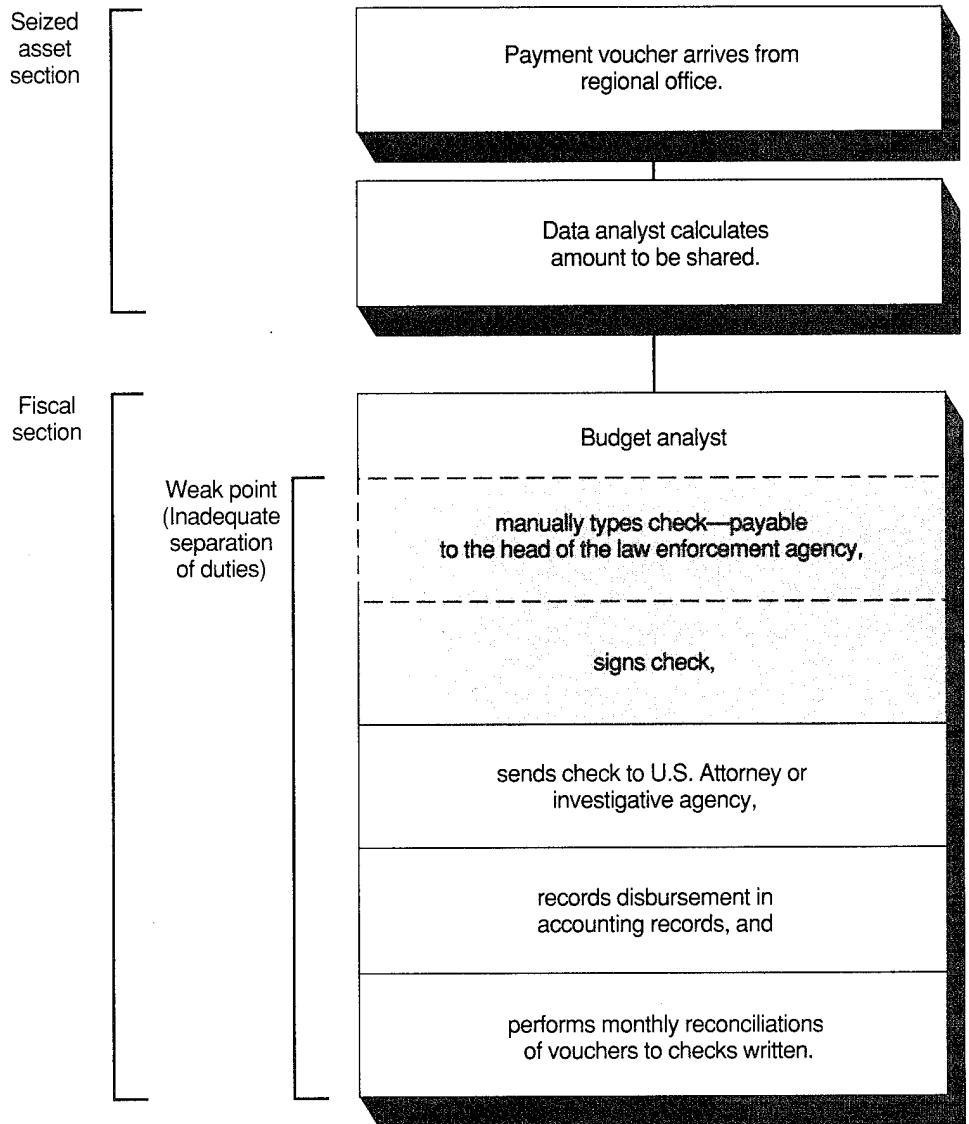 Seized
asset
section
Payment voucher arrives from
regional office.
Data analyst calculates
amount to be shared.
Fiscal
section
Budget analyst
Weak point
(Inadequate
separation
of duties)
manually types check—payable
to the head of the law enforcement agency,
signs check,
sends check to U.S. Attorney or
investigative agency,
records disbursement in
accounting records, and
performs monthly reconciliations
of vouchers to checks written.